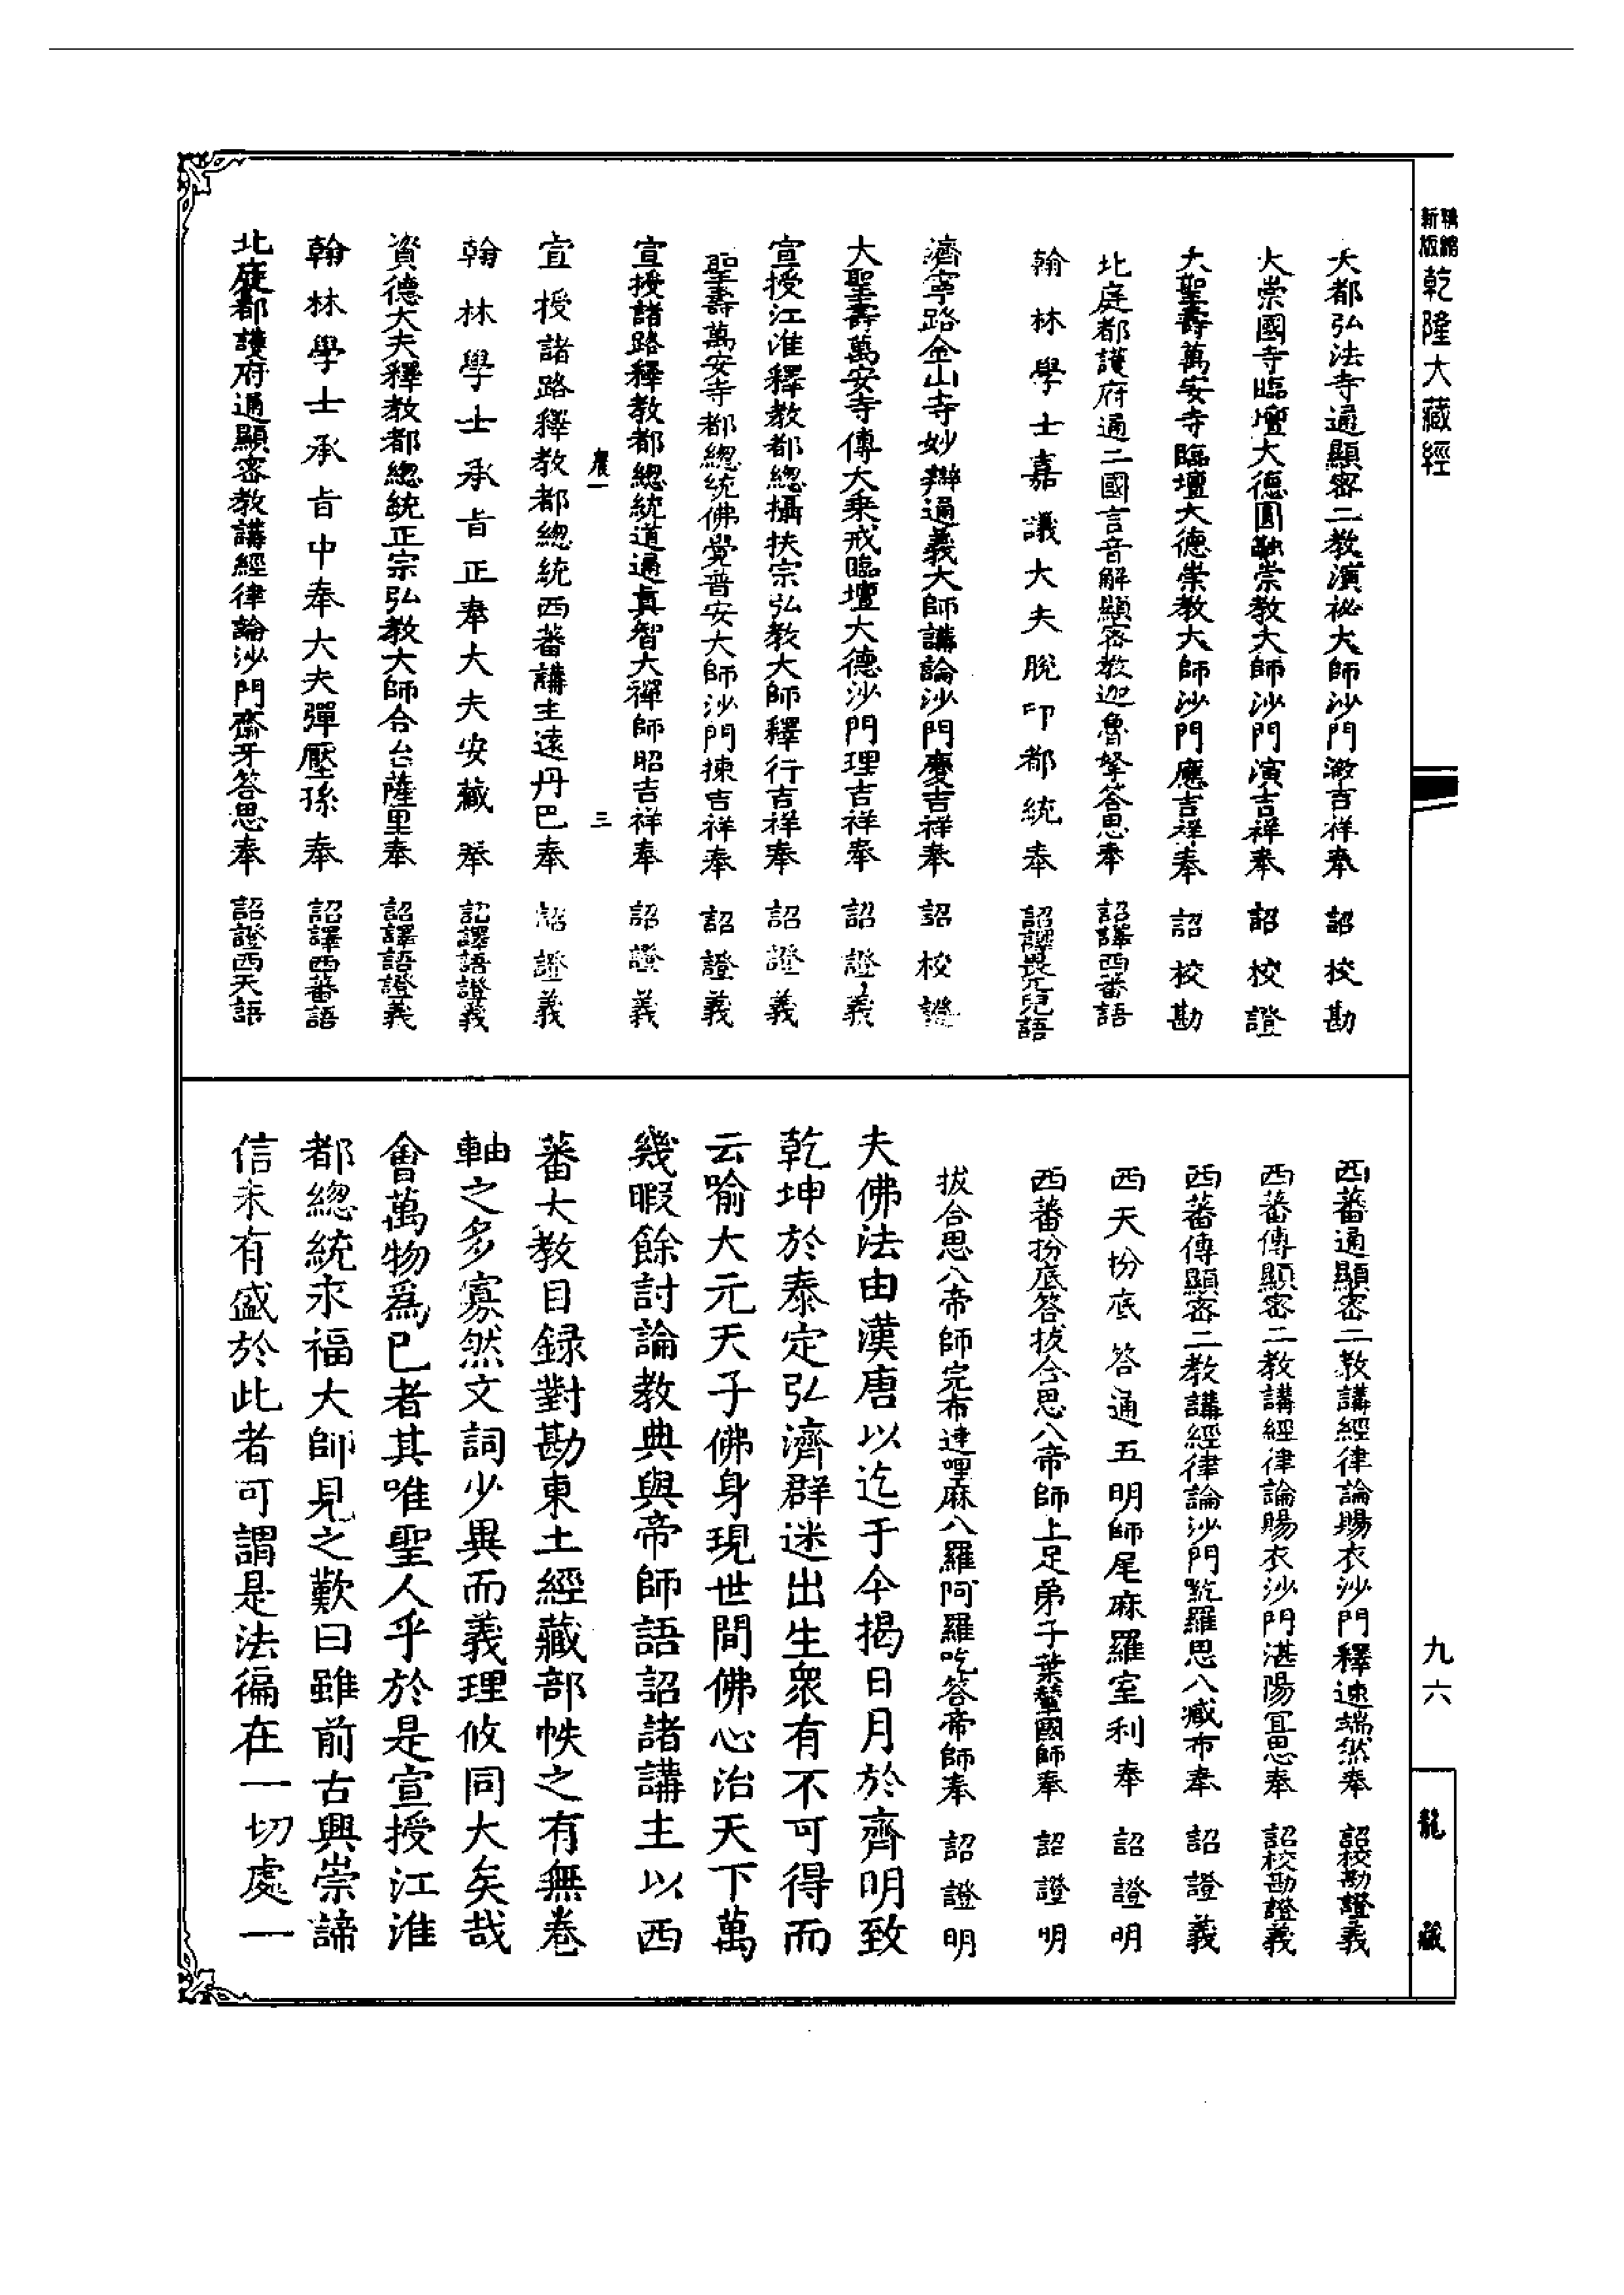 新版
精縮
乾隆大藏經
大都弘法寺通顯密二教演祕大師沙門澂吉祥奉 詔校勘
大崇國寺臨壇大德圓融崇教大師沙門演吉祥奉 詔校證
大聖壽萬安寺臨壇大德崇教大師沙門應吉祥奉 詔校勘
北庭都護府通二國言音解顯密教迦魯拏答思奉 詔譯西蕃語
翰林學士嘉議大夫脫印都統奉 詔譯畏兀兒語
濟寧路金山寺妙辯通義大師講論沙門慶吉祥奉 詔校證
大聖壽萬安寺傳大乗戒臨壇大德沙門理吉祥奉 詔證義
宣授江淮釋教都總攝扶宗弘教大師釋行吉祥奉 詔證義
聖壽萬安寺都總統佛覺普安大師沙門揀吉祥奉 詔證義
宣授諸路釋教都總統道通真智大禪師昭吉祥奉 詔證義
三
宣授諸路釋教都總統西蕃講主遠丹巴奉 詔證義
翰林學士承旨正奉大夫安藏奉 詔譯語證義
資德大夫釋教都總統正宗弘教大師合台薩里奉 詔譯語證義
翰林學士承旨中奉大夫彈壓孫奉 詔譯西蕃語
北庭都護府通顯密教講經律論沙門齋牙答思奉 詔證西天語
西蕃通顯密二教講經律論賜衣沙門釋速端然奉 詔校勘證義
西蕃傳顯密二教講經律論賜衣沙門湛陽宜思奉 詔校勘證義
西蕃傳顯密二教講經律論沙門䭾羅思八藏布奉 詔證義
西天扮底答通五明師尾麻羅室利奉 詔證明
西蕃扮底答拔合思八帝師上足弟子葉輦國師奉 詔證明
拔合思八帝師完布達哩麻八羅阿羅吃答帝師奉 詔證明
夫佛法由漢唐以迄于今揭日月於齊明致
乾坤於泰定弘濟群迷出生衆有不可得而
云喻大元天子佛身現世間佛心治天下萬
幾暇餘討論教典與帝師語詔諸講主以西
蕃大教目録對勘東土經藏部帙之有無卷
軸之多寡然文詞少異而義理攸同大矣哉
會萬物爲已者其唯聖人乎於是宣授江淮
都總統永福大師見之歎曰雖前古興崇諦
信未有盛於此者可謂是法徧在一切處一
九六
龍藏